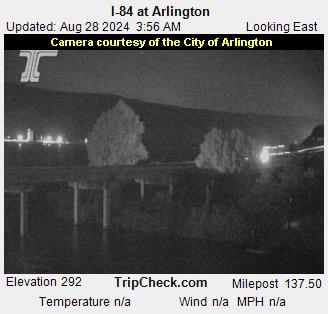 I-84 at Arlington
Updated: Aug 28 2024 3:56 AM Looking East
Camera courtesy of the City of Arlington
Elevation 292 TripCheck.com Milepost 137.50
Temperature n/a Wind n/a MPH n/a